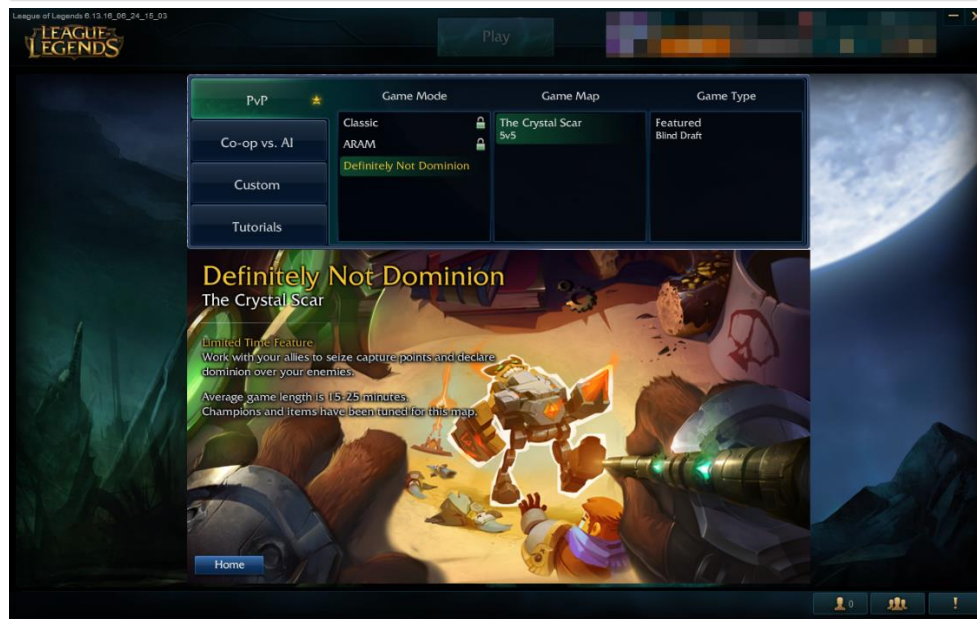 League of Legends 6.13.16_06_24_15_03
LEAGUE OF
LEGENDS
Play
PvP
Co-op vs. AI
Custom
Tutorials
Game Mode
Classic
ARAM
Definitely Not Dominion
Game Map
The Crystal Scar
5v5
Game Type
Featured
Blind Draft
Definitely Not Dominion
The Crystal Scar
Limited Time Feature
Work with your allies to seize capture points and declare
dominion over your enemies.
Average game length is 15-25 minutes.
Champions and items have been tuned for this map.
Home
0